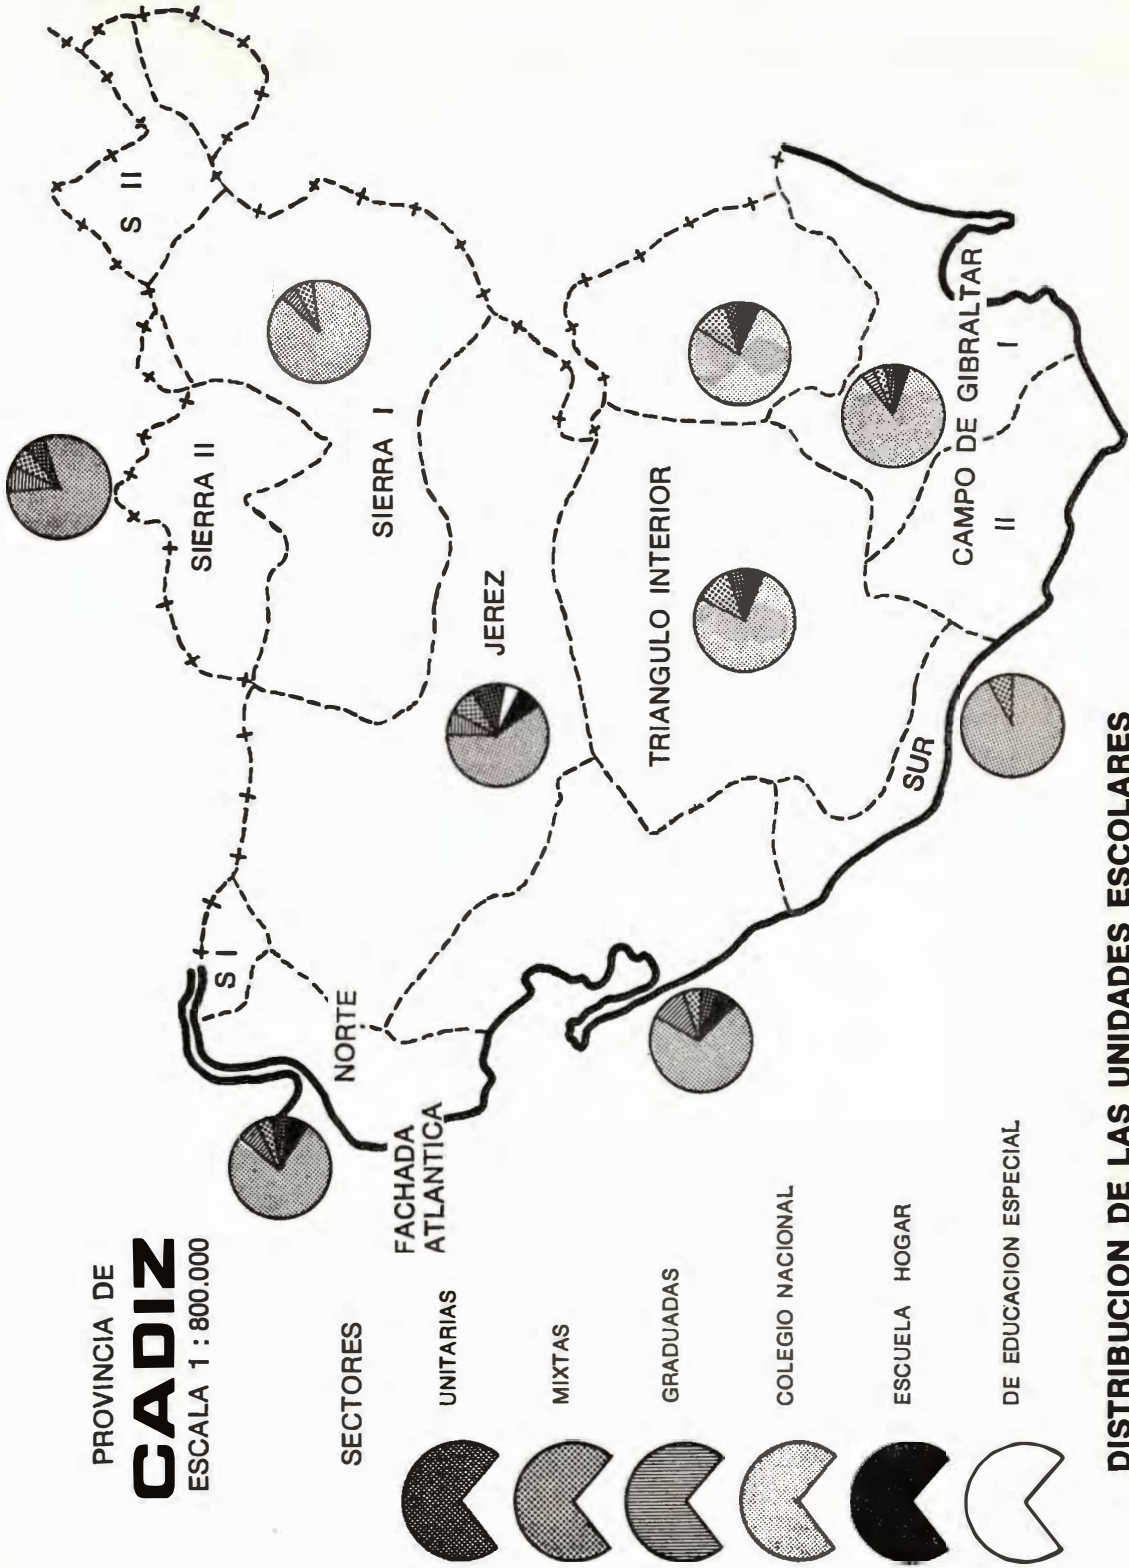 PROVINCIA DE
CADIZ
ESCALA 1 : 800.000
SECTORES
UNITARIAS
MIXTAS
GRADUADAS
COLEGIO NACIONAL
ESCUELA HOGAR
DE EDUCACION ESPECIAL
FACHADA
ATLANTICA
NORTE
S I
JEREZ
SIERRA I
SIERRA II
S II
TRIANGULO INTERIOR
SUR
CAMPO DE GIBRALTAR
II
I
DISTRIBUCION DE LAS UNIDADES ESCOLARES